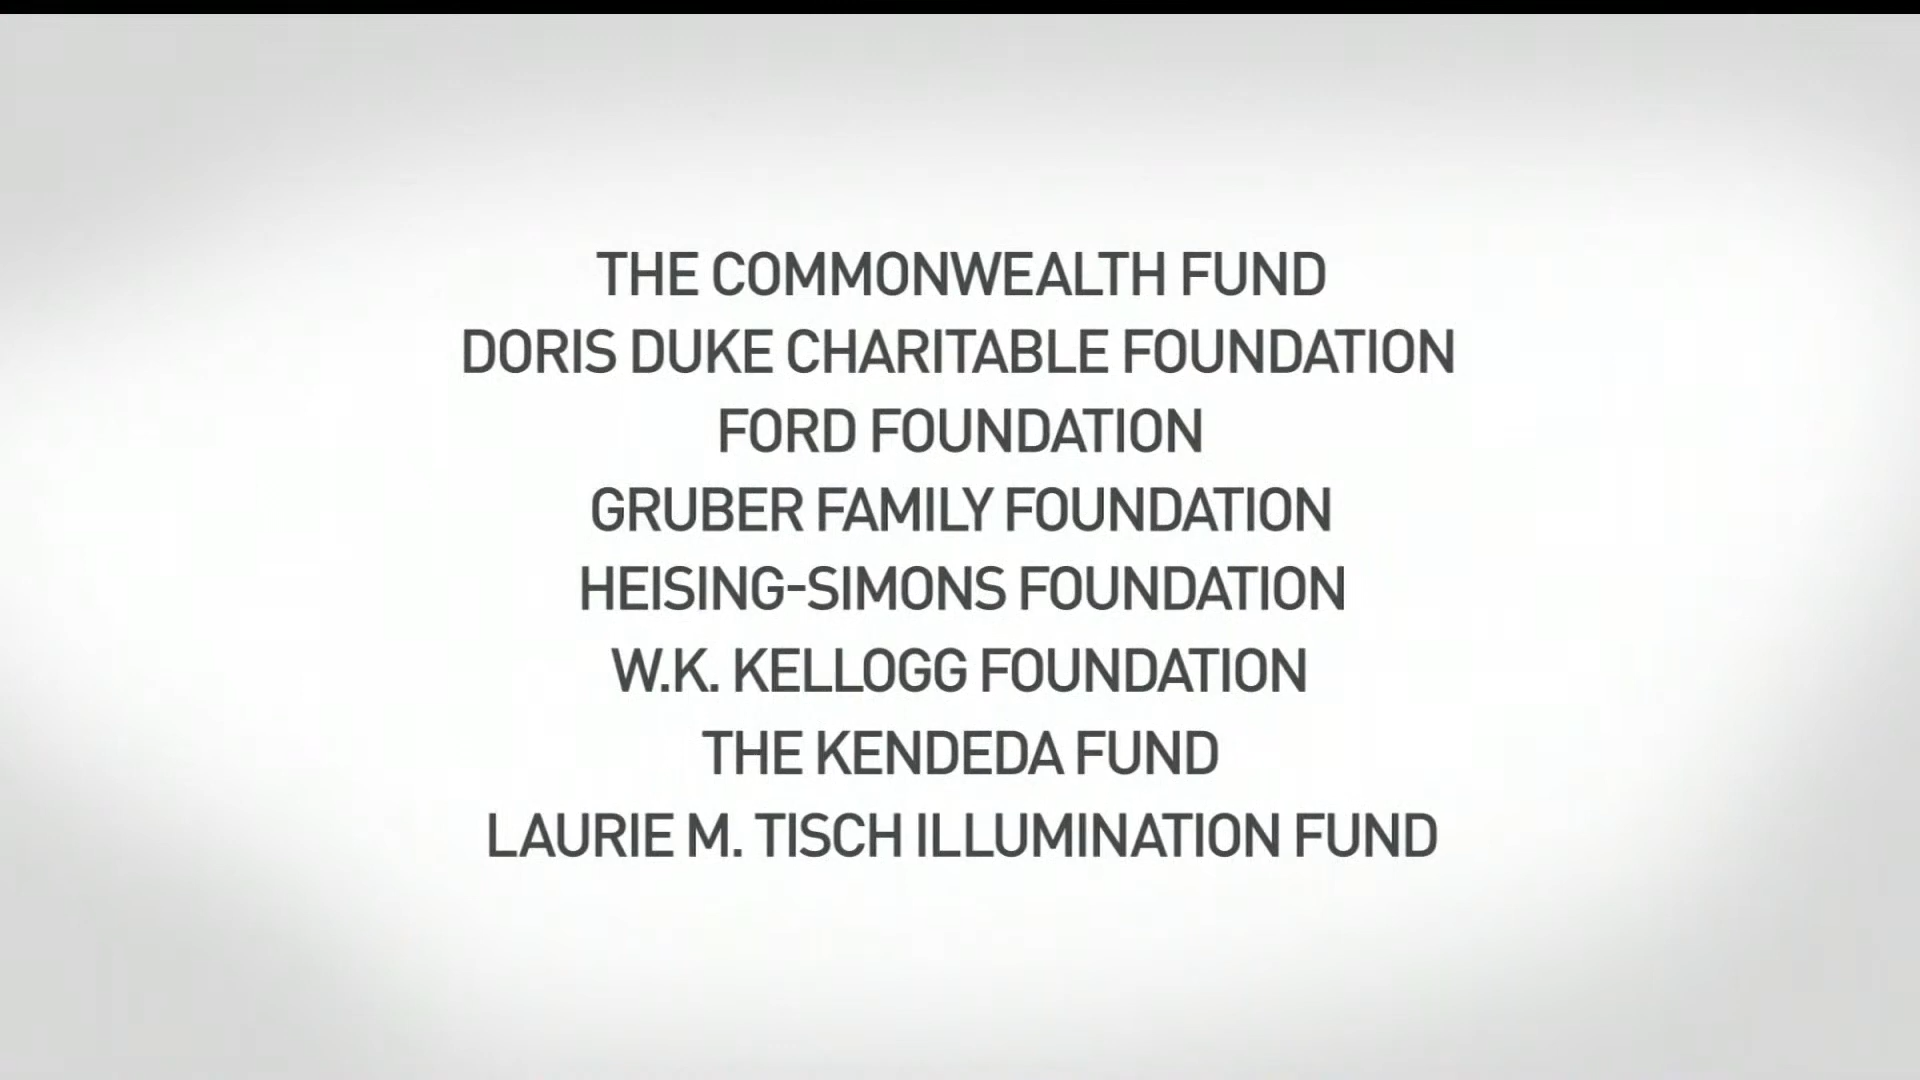 THE COMMONWEALTH FUND
DORIS DUKE CHARITABLE FOUNDATION
FORD FOUNDATION
GRUBER FAMILY FOUNDATION
HEISING-SIMONS FOUNDATION
W.K. KELLOGG FOUNDATION
THE KENDEDA FUND
LAURIE M. TISCH ILLUMINATION FUND